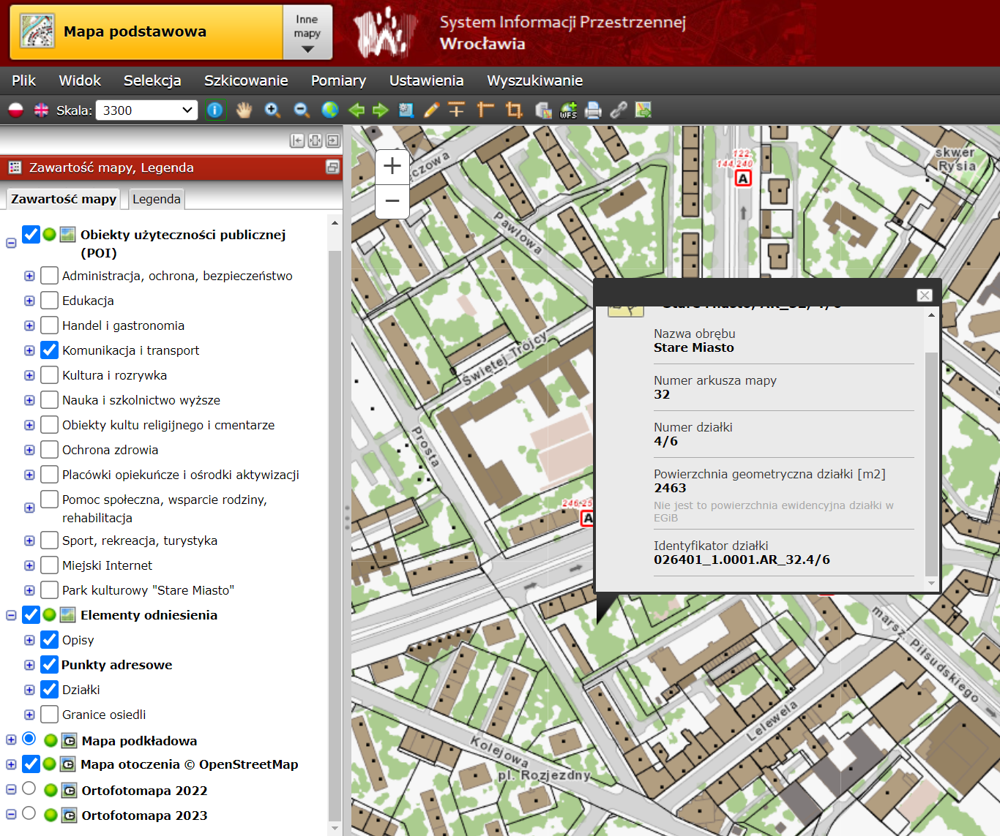 Mapa podstawowa
Inne
mapy
System Informacji Przestrzennej
Wrocławia
Plik Widok Selekcja Szkicowanie Pomiary Ustawienia Wyszukiwanie
Skala: 3300
WFS
Zawartość mapy, Legenda
Zawartość mapy Legenda
Obiekty użyteczności publicznej
(POI)
Administracja, ochrona, bezpieczeństwo
Edukacja
Handel i gastronomia
Komunikacja i transport
Kultura i rozrywka
Nauka i szkolnictwo wyższe
Obiekty kultu religijnego i cmentarze
Ochrona zdrowia
Placówki opiekuńcze i ośrodki aktywizacji
Pomoc społeczna, wsparcie rodziny,
rehabilitacja
Sport, rekreacja, turystyka
Miejski Internet
Park kulturowy "Stare Miasto"
Elementy odniesienia
Opisy
Punkty adresowe
Działki
Granice osiedli
Mapa podkładowa
Mapa otoczenia © OpenStreetMap
Ortofotomapa 2022
Ortofotomapa 2023
+
−
czowa
122
144,240
A
skwer
Rysia
Pawłowa
Świętej Trójcy
Prosta
246-25
A
Stare Miasto, AR_32, 4/6
Nazwa obrębu
Stare Miasto
Numer arkusza mapy
32
Numer działki
4/6
Powierzchnia geometryczna działki [m2]
2463
Nie jest to powierzchnia ewidencyjna działki w
EGiB
Identyfikator działki
026401_1.0001.AR_32.4/6
marsz. Piłsudskiego
Lelewela
Kolejowa
pl. Rozjezdny